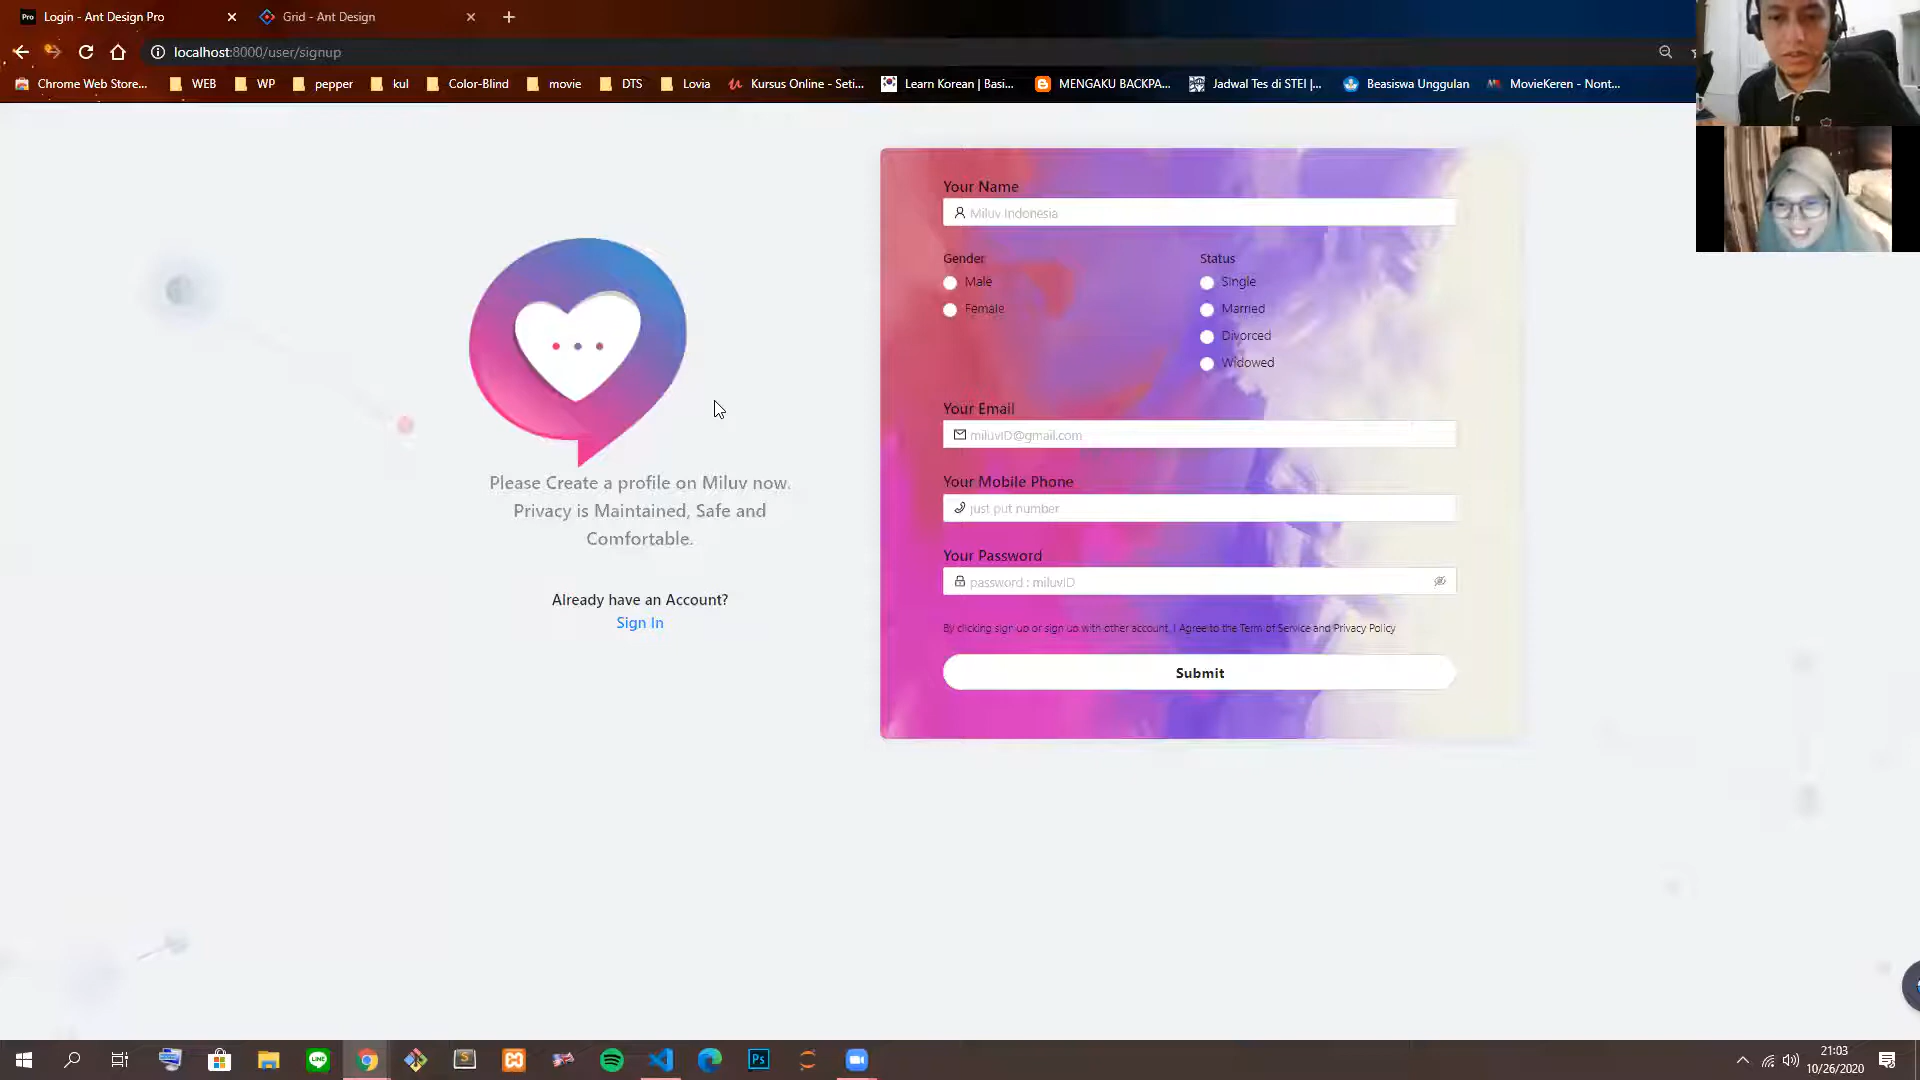 Pro Login - Ant Design Pro
Grid - Ant Design
localhost:8000/user/signup
Chrome Web Store...
WEB
WP
pepper
kul
Color-Blind
movie
DTS
Lovia
Kursus Online - Seti...
Learn Korean | Basi...
MENGAKU BACKPA...
Jadwal Tes di STEI |...
Beasiswa Unggulan
MovieKeren - Nont...
Please Create a profile on Miluv now.
Privacy is Maintained, Safe and
Comfortable.
Already have an Account?
Sign In
Your Name
Miluv Indonesia
Gender
Male
Female
Status
Single
Married
Divorced
Widowed
Your Email
miluvID@gmail.com
Your Mobile Phone
just put number
Your Password
password : miluvID
By clicking sign up or sign up with other account, I Agree to the Term of Service and Privacy Policy
Submit
LINE
S
Ps
21:03
10/26/2020